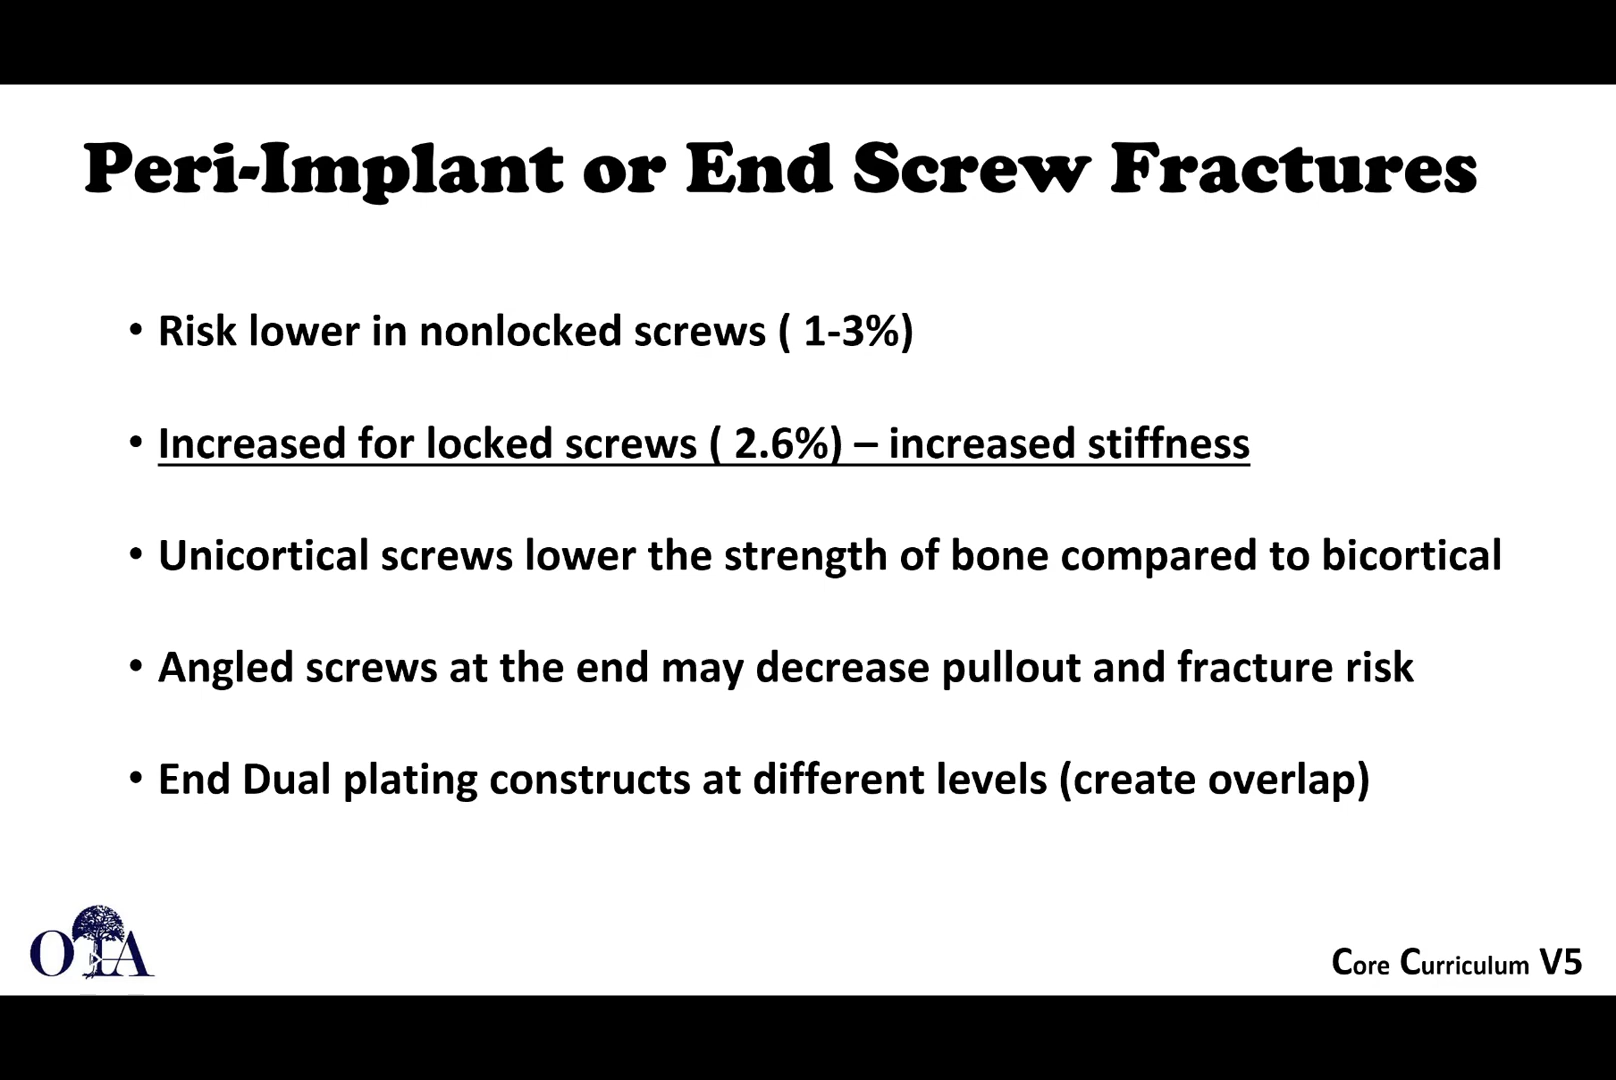 Peri-Implant or End Screw Fractures
• Risk lower in nonlocked screws ( 1-3%)
• Increased for locked screws ( 2.6%) – increased stiffness
• Unicortical screws lower the strength of bone compared to bicortical
• Angled screws at the end may decrease pullout and fracture risk
• End Dual plating constructs at different levels (create overlap)
OTA
Core Curriculum V5